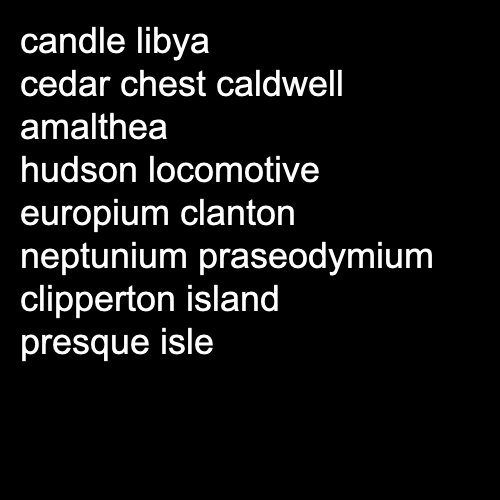 candle libya
cedar chest caldwell
amalthea
hudson locomotive
europium clanton
neptunium praseodymium
clipperton island
presque isle